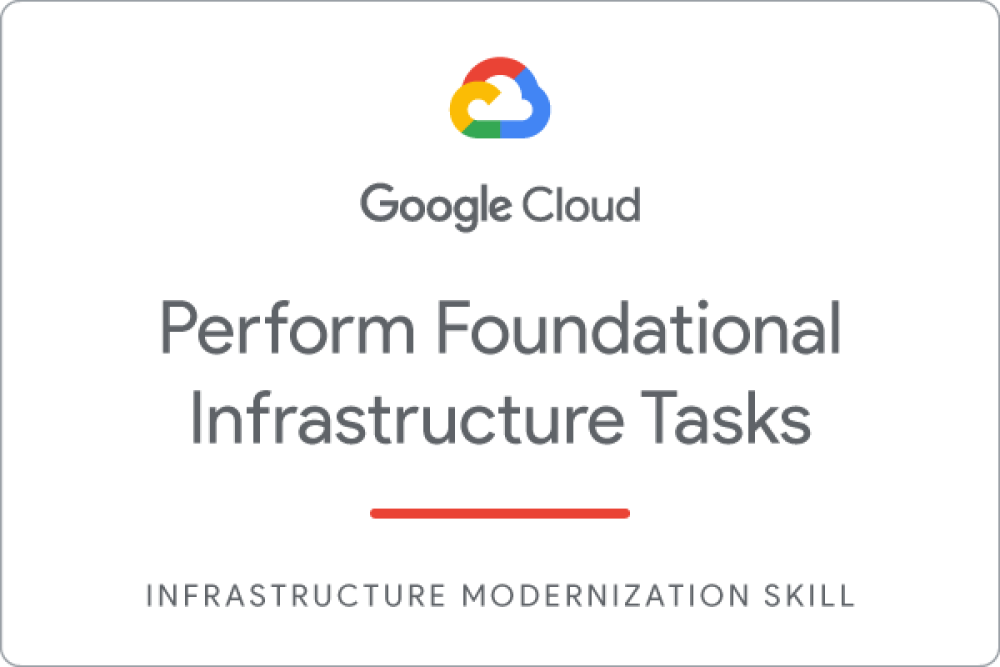 Google Cloud
Perform Foundational
Infrastructure Tasks
INFRASTRUCTURE MODERNIZATION SKILL